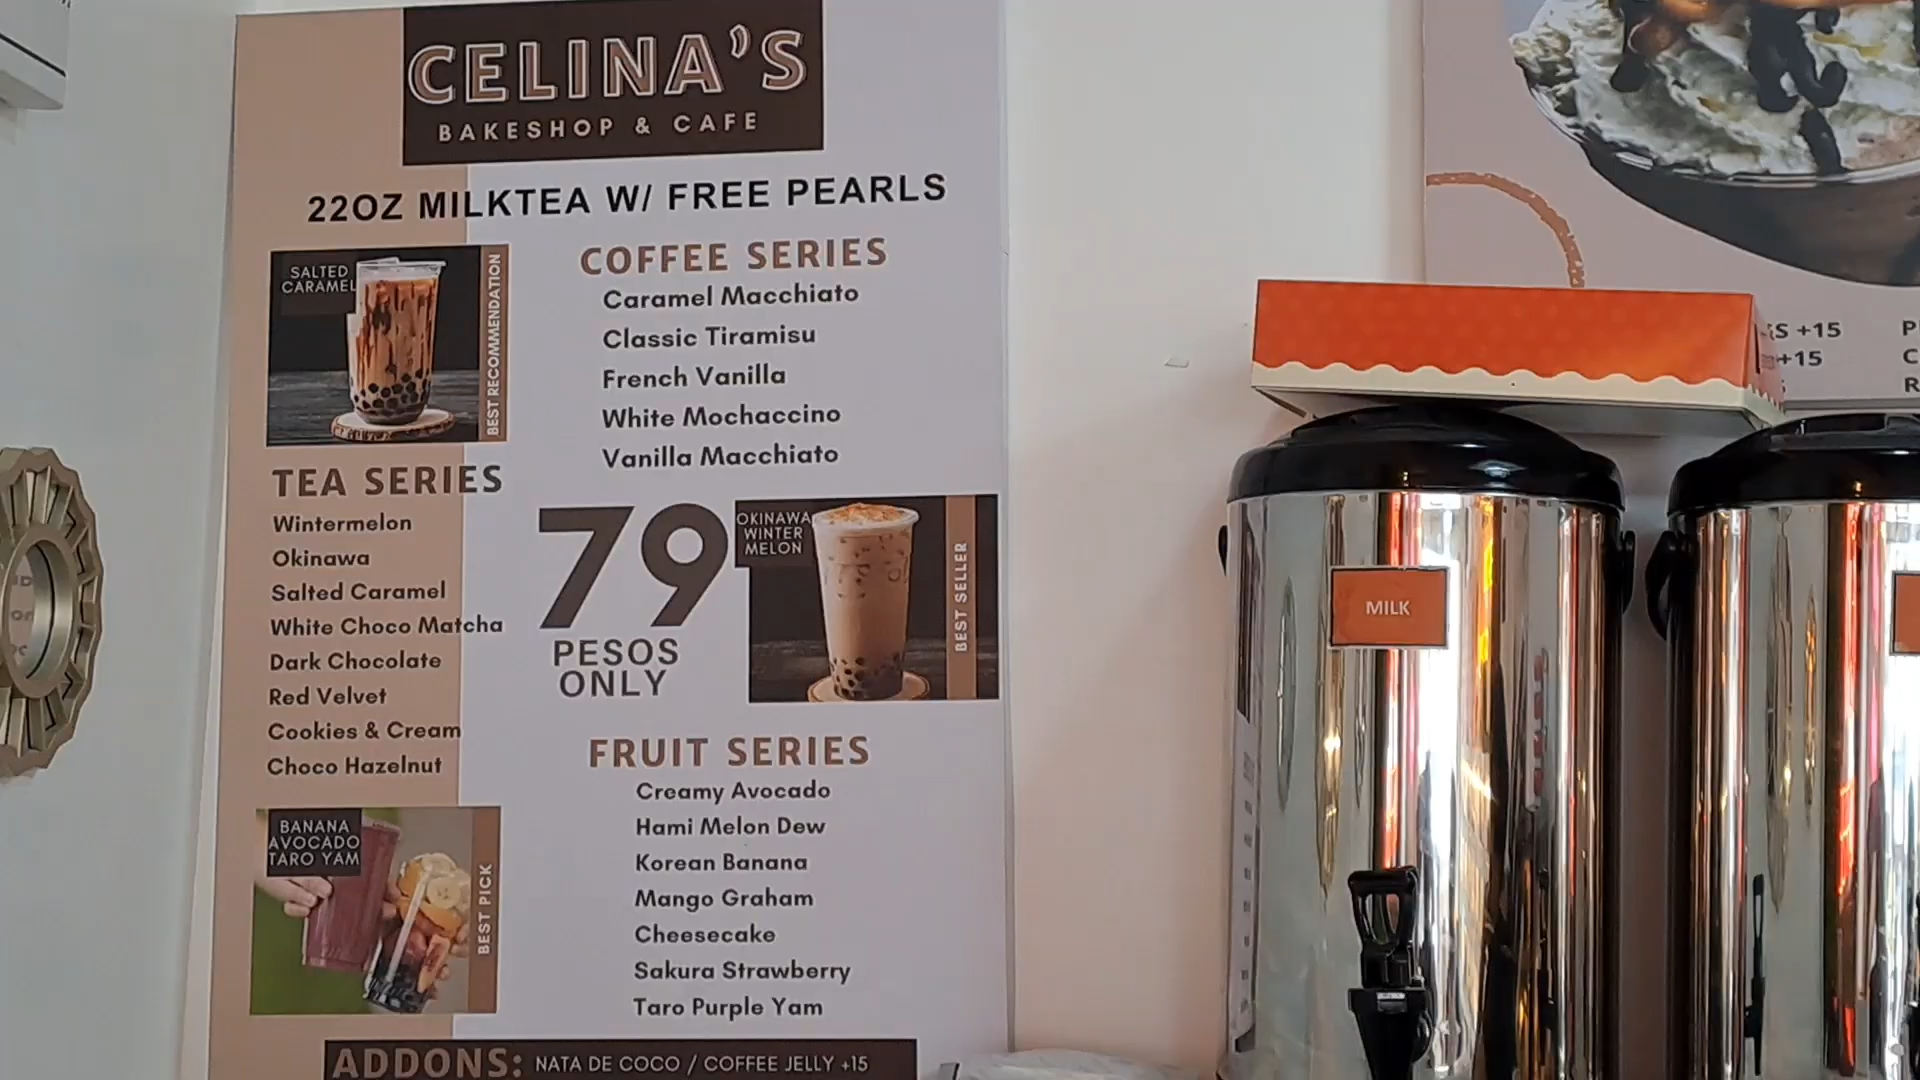 CELINA'S
BAKESHOP & CAFE
22OZ MILKTEA W/ FREE PEARLS
SALTED
CARAMEL
BEST RECOMMENDATION
COFFEE SERIES
Caramel Macchiato
Classic Tiramisu
French Vanilla
White Mochaccino
Vanilla Macchiato
TEA SERIES
Wintermelon
Okinawa
Salted Caramel
White Choco Matcha
Dark Chocolate
Red Velvet
Cookies & Cream
Choco Hazelnut
79
PESOS
ONLY
OKINAWA
WINTER
MELON
BEST SELLER
BANANA
AVOCADO
TARO YAM
BEST PICK
FRUIT SERIES
Creamy Avocado
Hami Melon Dew
Korean Banana
Mango Graham
Cheesecake
Sakura Strawberry
Taro Purple Yam
ADDONS: NATA DE COCO / COFFEE JELLY +15
+15
+15
MILK